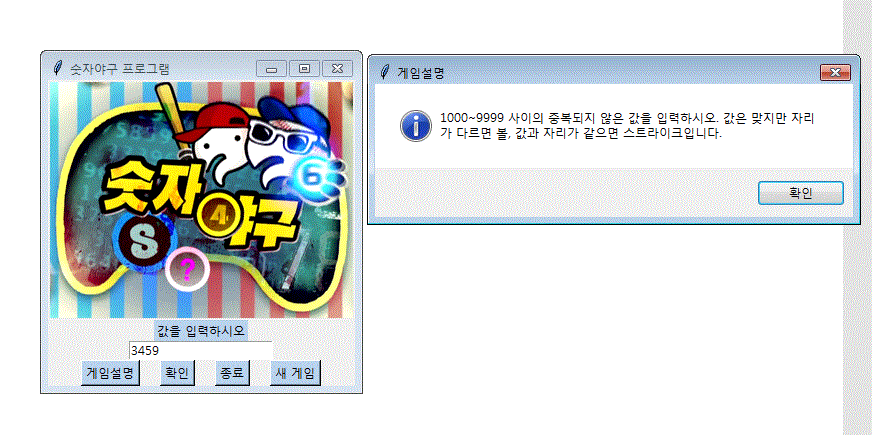 숫자야구 프로그램
숫자
4
야구
6
S
?
값을 입력하시오
3459
게임설명 확인 종료 새 게임
게임설명
1000~9999 사이의 중복되지 않은 값을 입력하시오. 값은 맞지만 자리
가 다르면 볼, 값과 자리가 같으면 스트라이크입니다.
확인